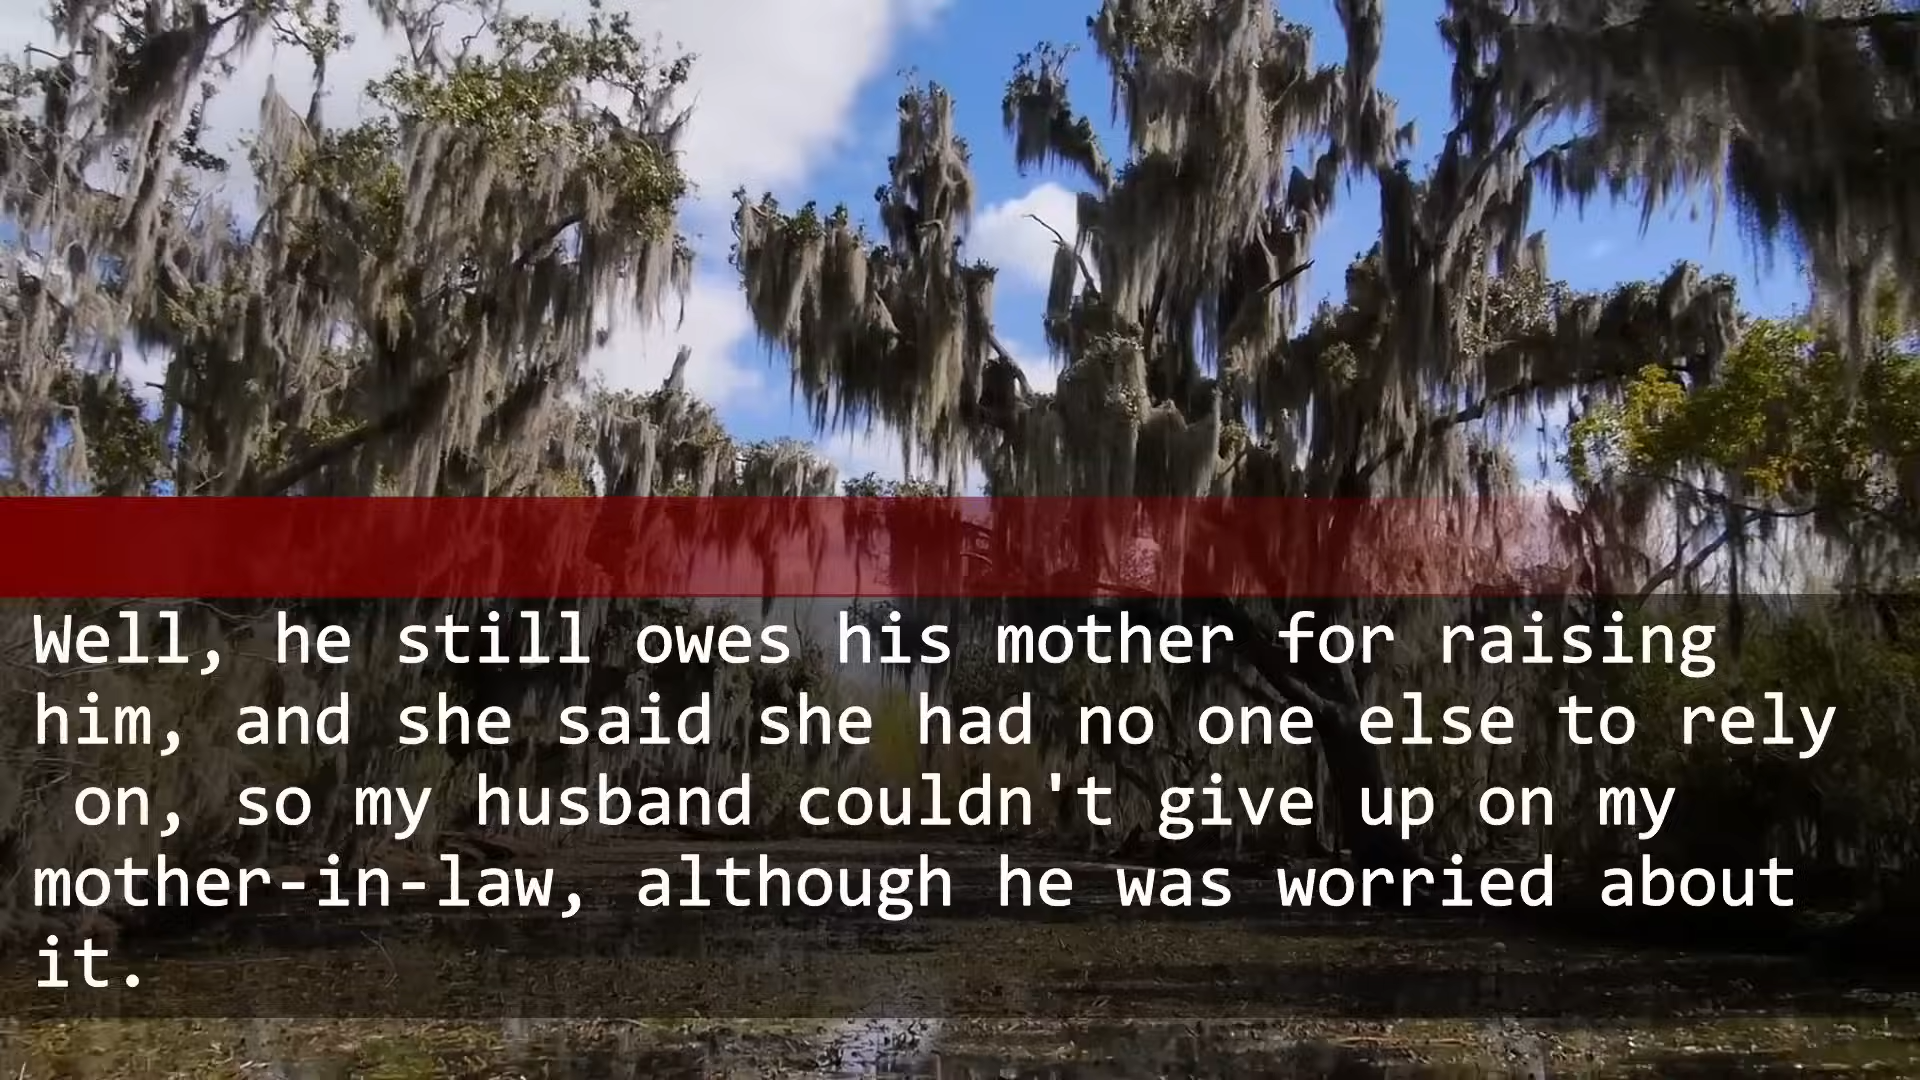 Well, he still owes his mother for raising
him, and she said she had no one else to rely
on, so my husband couldn't give up on my
mother-in-law, although he was worried about
it.